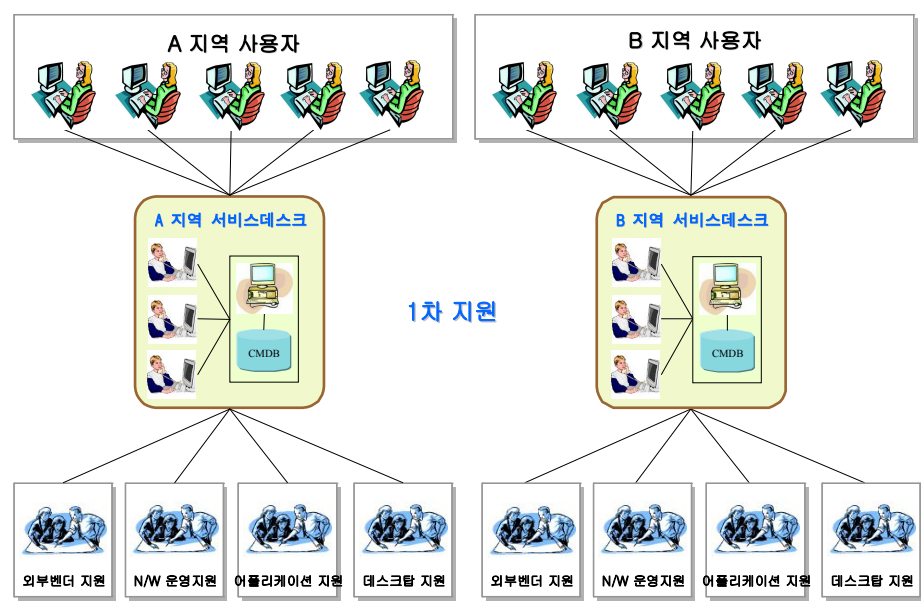 A 지역 사용자
B 지역 사용자
A 지역 서비스데스크
B 지역 서비스데스크
CMDB
1차 지원
CMDB
외부벤더 지원
N/W 운영지원
어플리케이션 지원
데스크탑 지원
외부벤더 지원
N/W 운영지원
어플리케이션 지원
데스크탑 지원